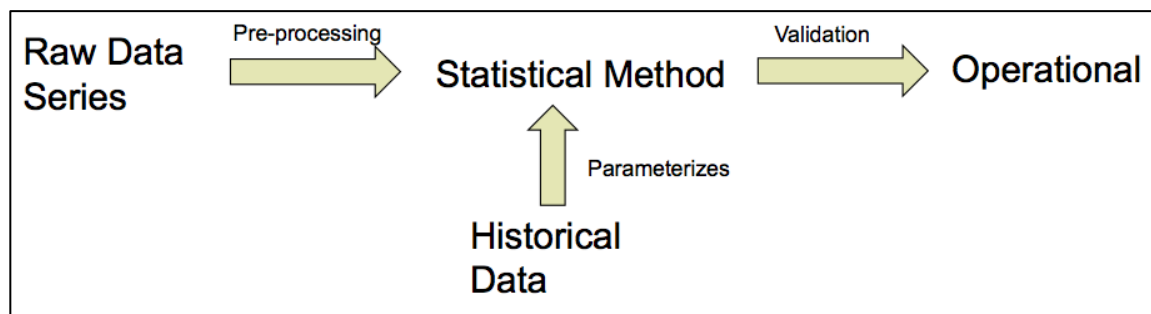 Raw Data
Series
Pre-processing
Statistical Method
Validation
Operational
Parameterizes
Historical
Data